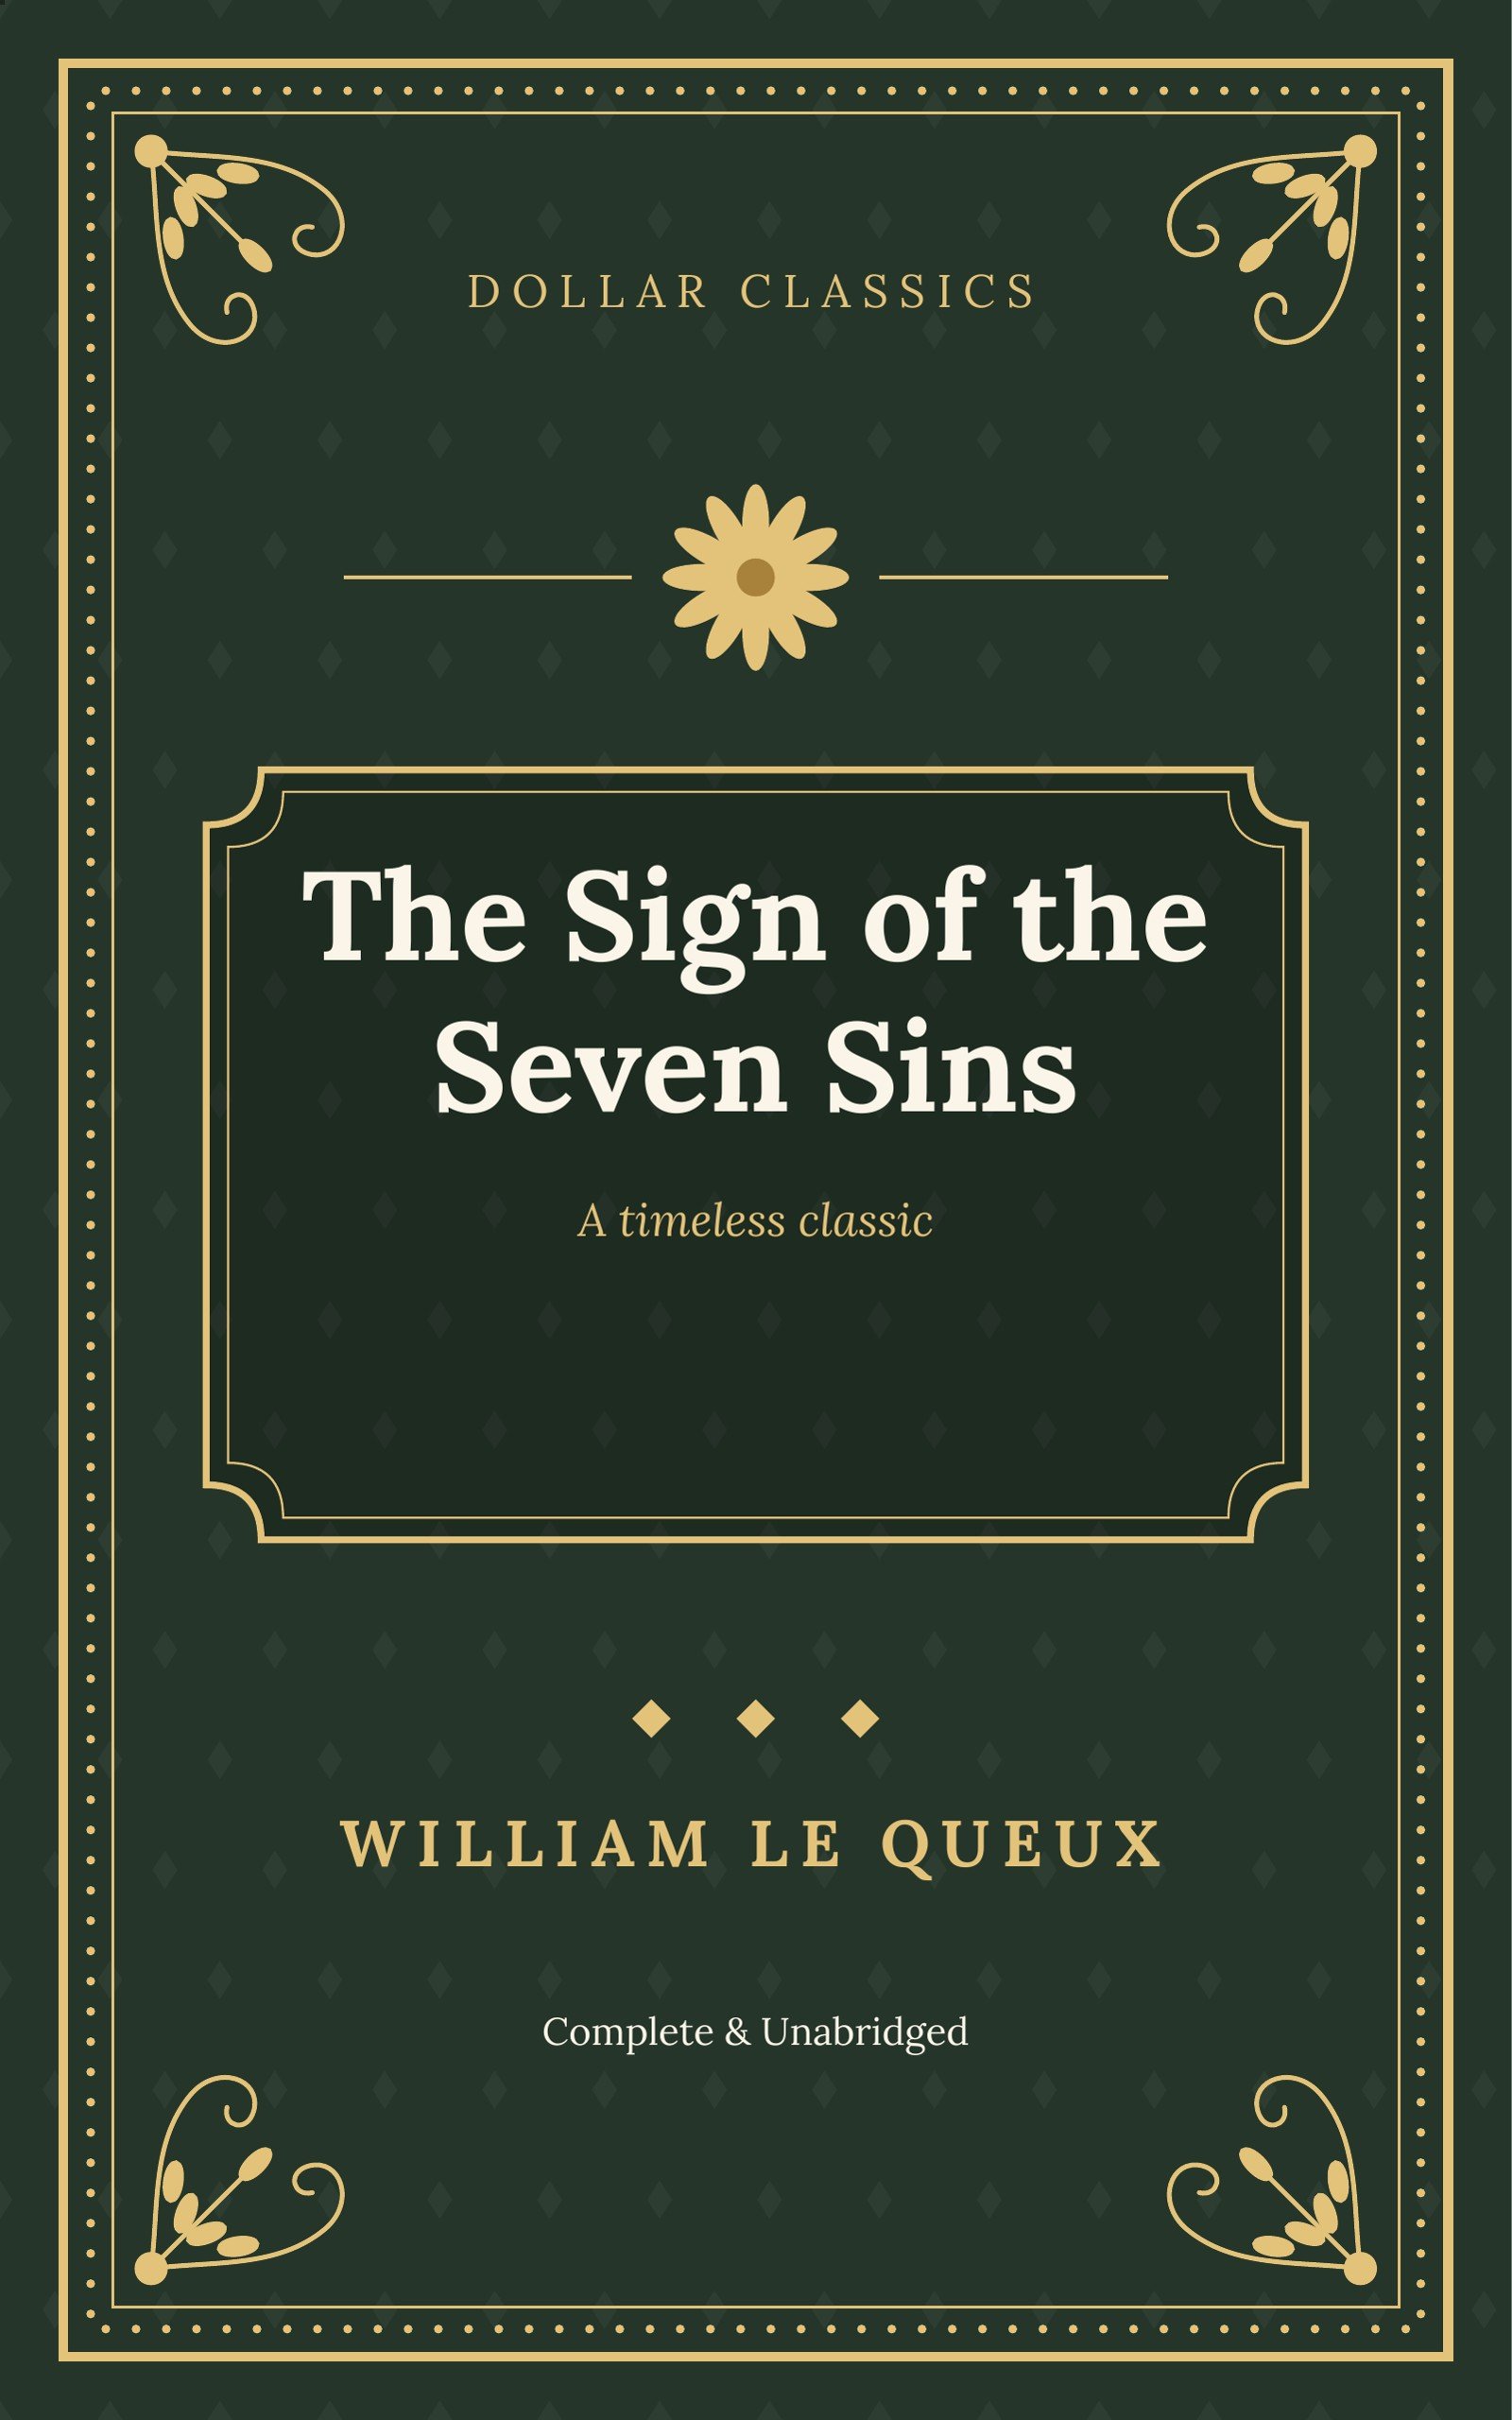 DOLLAR CLASSICS
The Sign of the
Seven Sins
A timeless classic
WILLIAM LE QUEUX
Complete & Unabridged